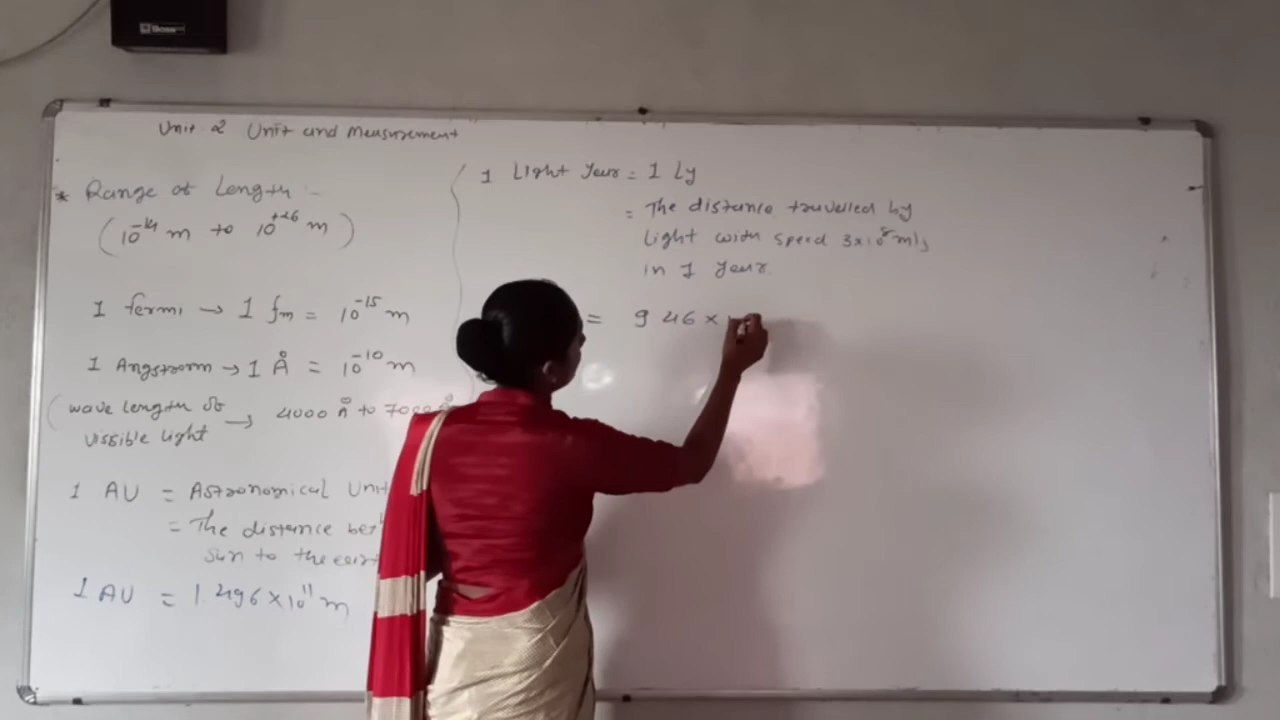 Boss
Unit-2 Unit and Measurement
* Range of Length :-
(10⁻¹⁴ m to 10⁺²⁶ m)
1 fermi → 1 fm = 10⁻¹⁵ m
1 Angstrom → 1 Å = 10⁻¹⁰ m
(wave length of
vissible light → 4000 Å to 7000 Å
1 AU = Astronomical Unit
= The distance bet
sun to the
1 AU = 1.496 × 10¹¹ m
1 Light Year = 1 Ly
= The distance travelled by
light with speed 3×10⁸ m/s
in 1 year.
= 9 46 ×